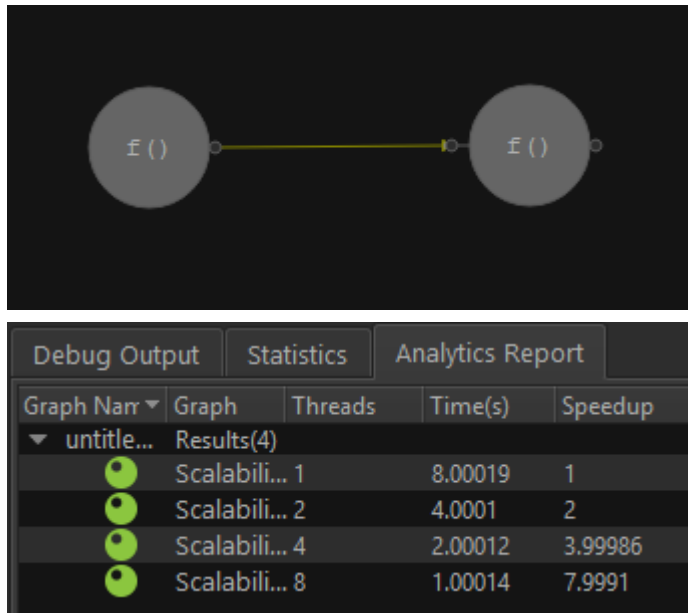 f() f()
Debug Output Statistics Analytics Report
Graph Nam Graph Threads Time(s) Speedup
untitle... Results(4)
Scalabili... 1 8.00019 1
Scalabili... 2 4.0001 2
Scalabili... 4 2.00012 3.99986
Scalabili... 8 1.00014 7.9991